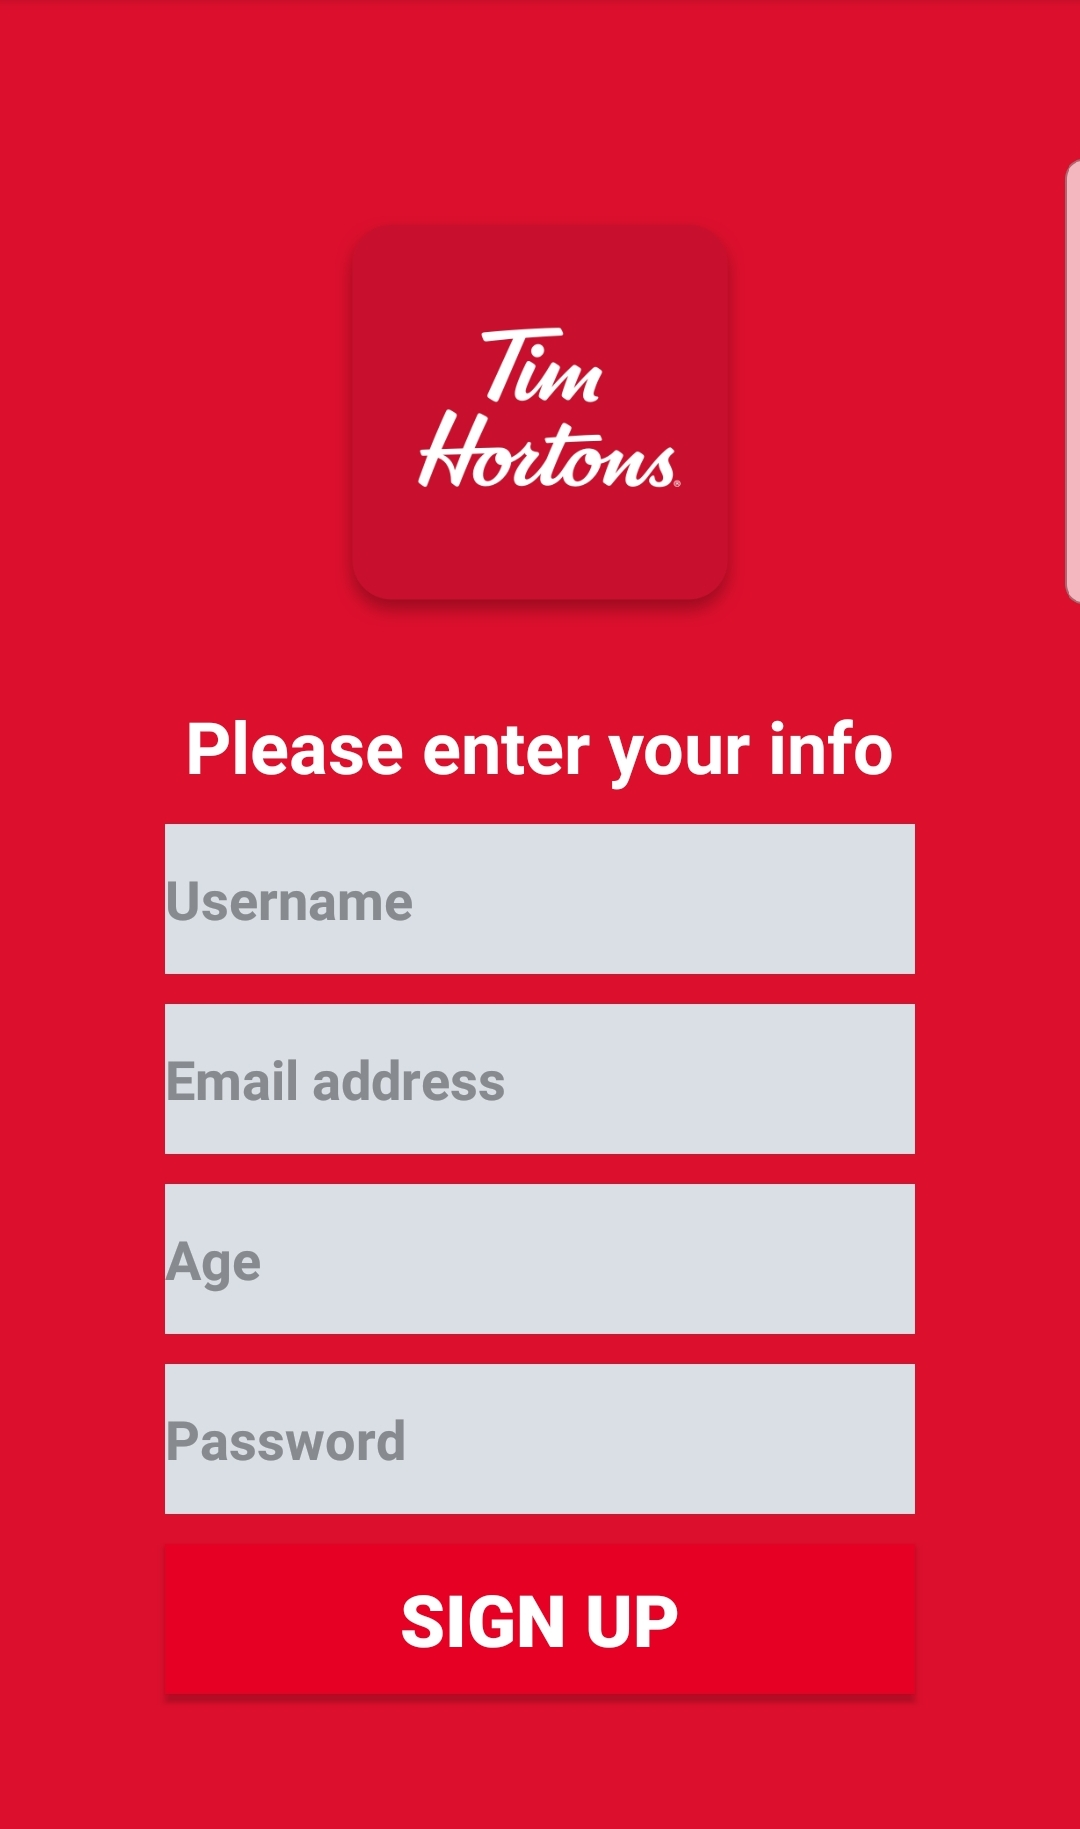 Tim
Hortons®
Please enter your info
Username
Email address
Age
Password
SIGN UP